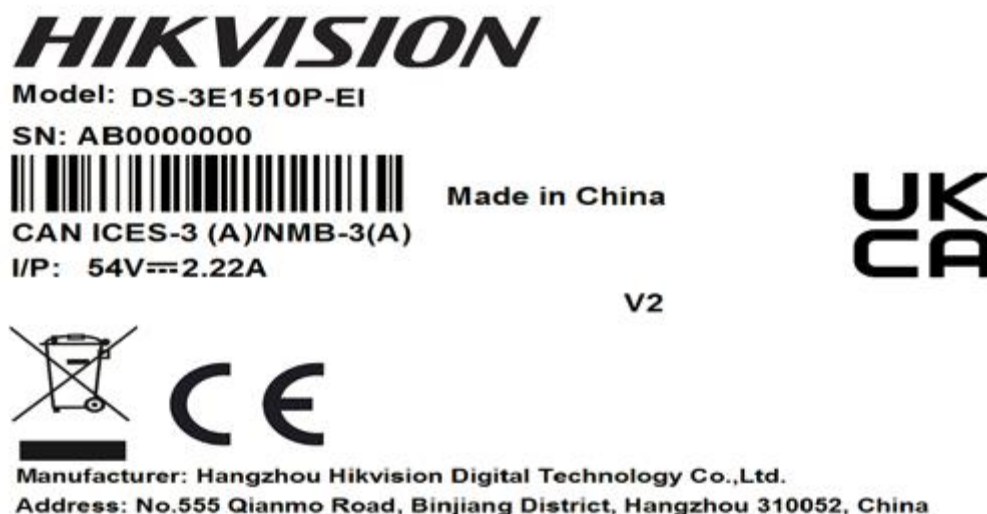 HIKVISION
Model: DS-3E1510P-EI
SN: AB0000000
Made in China
CAN ICES-3 (A)/NMB-3(A)
I/P: 54V⎓2.22A
V2
UK
CA
CE
Manufacturer: Hangzhou Hikvision Digital Technology Co.,Ltd.
Address: No.555 Qianmo Road, Binjiang District, Hangzhou 310052, China